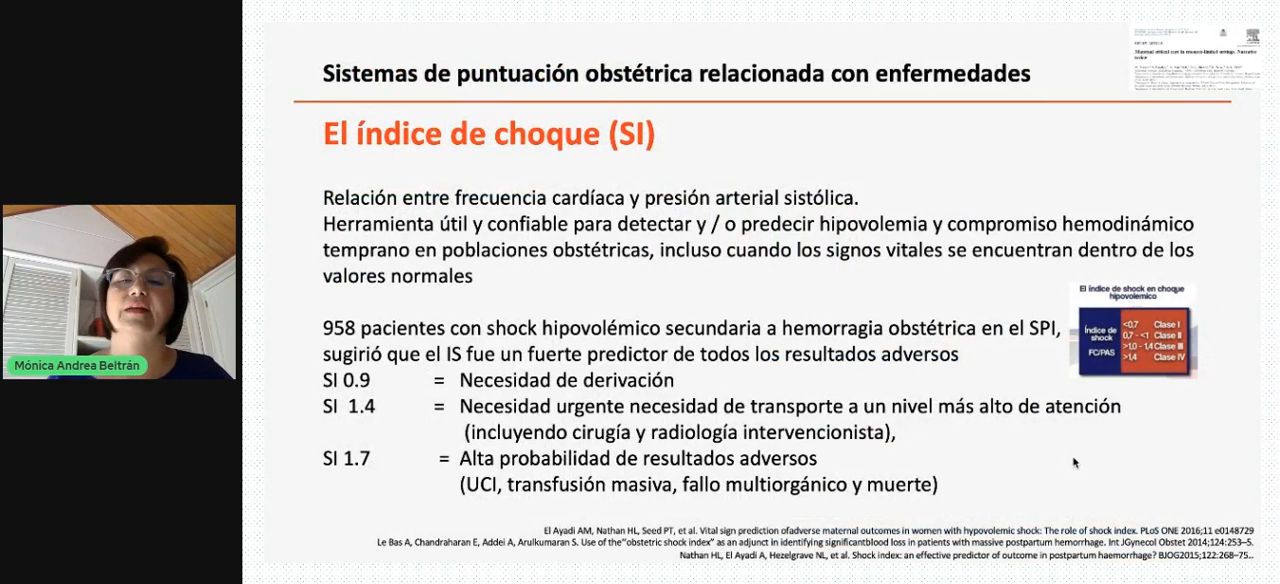 Sistemas de puntuación obstétrica relacionada con enfermedades
Maternal critical care in resource-limited settings. Narrative
El índice de choque (SI)
Relación entre frecuencia cardíaca y presión arterial sistólica.
Herramienta útil y confiable para detectar y / o predecir hipovolemia y compromiso hemodinámico
temprano en poblaciones obstétricas, incluso cuando los signos vitales se encuentran dentro de los
valores normales
El índice de shock en choque
hipovolemico
Índice de
shock
FC/PAS
<0,7 Clase I
0,7 - <1 Clase II
>1,0 - 1,4 Clase III
>1,4 Clase IV
958 pacientes con shock hipovolémico secundaria a hemorragia obstétrica en el SPI,
sugirió que el IS fue un fuerte predictor de todos los resultados adversos
SI 0.9 = Necesidad de derivación
SI 1.4 = Necesidad urgente necesidad de transporte a un nivel más alto de atención
(incluyendo cirugía y radiología intervencionista),
SI 1.7 = Alta probabilidad de resultados adversos
(UCI, transfusión masiva, fallo multiorgánico y muerte)
Mónica Andrea Beltrán
El Ayadi AM, Nathan HL, Seed PT, et al. Vital sign prediction ofadverse maternal outcomes in women with hypovolemic shock: The role of shock index. PLoS ONE 2016;11 e0148729
Le Bas A, Chandraharan E, Addei A, Arulkumaran S. Use of the"obstetric shock index" as an adjunct in identifying significantblood loss in patients with massive postpartum hemorrhage. Int JGynecol Obstet 2014;124:253–5.
Nathan HL, El Ayadi A, Hezelgrave NL, et al. Shock index: an effective predictor of outcome in postpartum haemorrhage? BJOG2015;122:268–75..